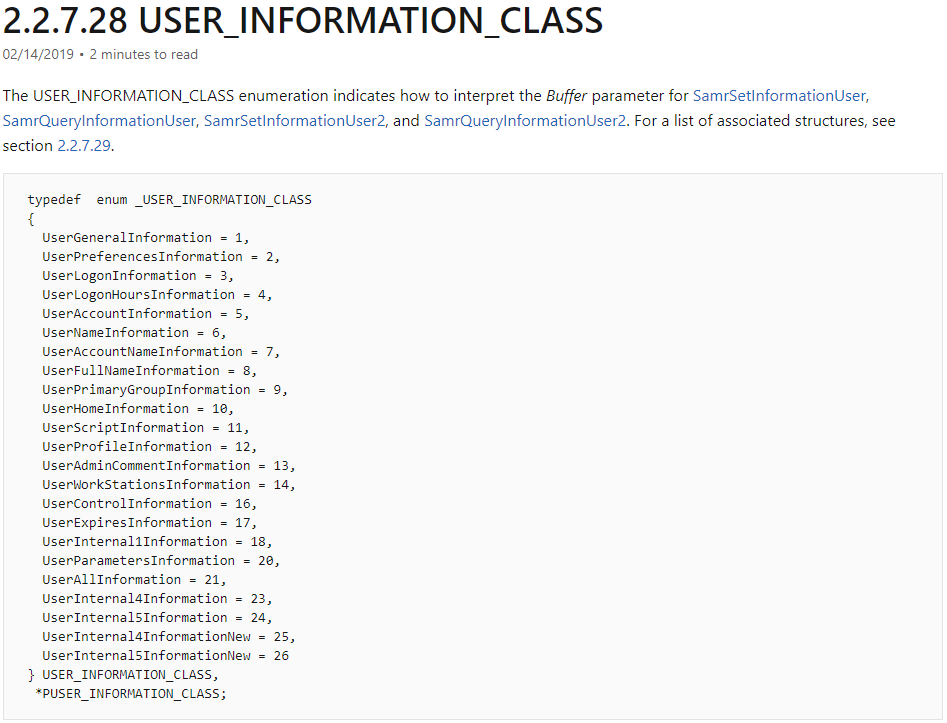 2.2.7.28 USER_INFORMATION_CLASS
02/14/2019 • 2 minutes to read
The USER_INFORMATION_CLASS enumeration indicates how to interpret the Buffer parameter for SamrSetInformationUser,
SamrQueryInformationUser, SamrSetInformationUser2, and SamrQueryInformationUser2. For a list of associated structures, see
section 2.2.7.29.
typedef  enum _USER_INFORMATION_CLASS
{
  UserGeneralInformation = 1,
  UserPreferencesInformation = 2,
  UserLogonInformation = 3,
  UserLogonHoursInformation = 4,
  UserAccountInformation = 5,
  UserNameInformation = 6,
  UserAccountNameInformation = 7,
  UserFullNameInformation = 8,
  UserPrimaryGroupInformation = 9,
  UserHomeInformation = 10,
  UserScriptInformation = 11,
  UserProfileInformation = 12,
  UserAdminCommentInformation = 13,
  UserWorkStationsInformation = 14,
  UserControlInformation = 16,
  UserExpiresInformation = 17,
  UserInternal1Information = 18,
  UserParametersInformation = 20,
  UserAllInformation = 21,
  UserInternal4Information = 23,
  UserInternal5Information = 24,
  UserInternal4InformationNew = 25,
  UserInternal5InformationNew = 26
} USER_INFORMATION_CLASS,
 *PUSER_INFORMATION_CLASS;